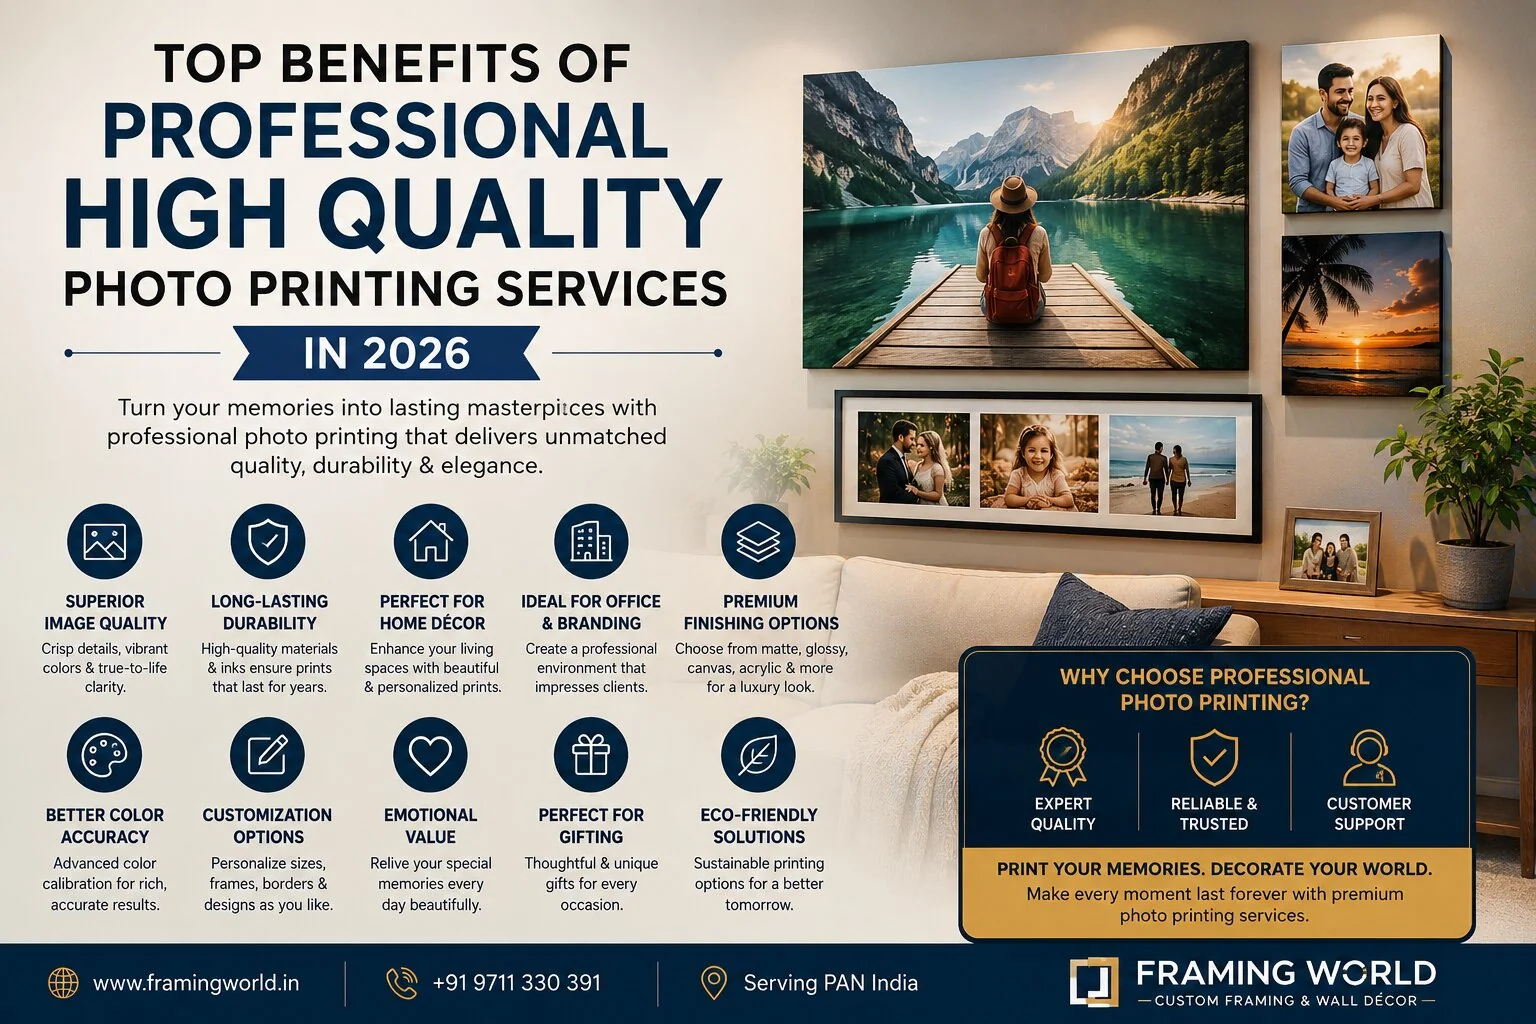 TOP BENEFITS OF
PROFESSIONAL
HIGH QUALITY
PHOTO PRINTING SERVICES
IN 2026
Turn your memories into lasting masterpiıces with
professional photo printing that delivers unmatched
quality, durability & elegance.
SUPERIOR
IMAGE QUALITY
Crisp details, vibrant
colors & true-to-life
clarity.
LONG-LASTING
DURABILITY
High-quality materials
& inks ensure prints
that last for years.
PERFECT FOR
HOME DÉCOR
Enhance your living
spaces with beautiful
& personalized prints.
IDEAL FOR OFFICE
& BRANDING
Create a professional
environment that
impresses clients.
PREMIUM
FINISHING OPTIONS
Choose from matte, glossy,
canvas, acrylic & more
for a luxury look.
BETTER COLOR
ACCURACY
Advanced color
calibration for rich,
accurate results.
CUSTOMIZATION
OPTIONS
Personalize sizes,
frames, borders &
designs as you like.
EMOTIONAL
VALUE
Relive your special
memories every
day beautifully.
PERFECT FOR
GIFTING
Thoughtful & unique
gifts for every
occasion.
ECO-FRIENDLY
SOLUTIONS
Sustainable printing
options for a better
tomorrow.
WHY CHOOSE PROFESSIONAL
PHOTO PRINTING?
EXPERT
QUALITY
RELIABLE &
TRUSTED
CUSTOMER
SUPPORT
PRINT YOUR MEMORIES. DECORATE YOUR WORLD.
Make every moment last forever with premium
photo printing services.
www.framingworld.in
+91 9711 330 391
Serving PAN India
FRAMING WORLD
CUSTOM FRAMING & WALL DÉCOR